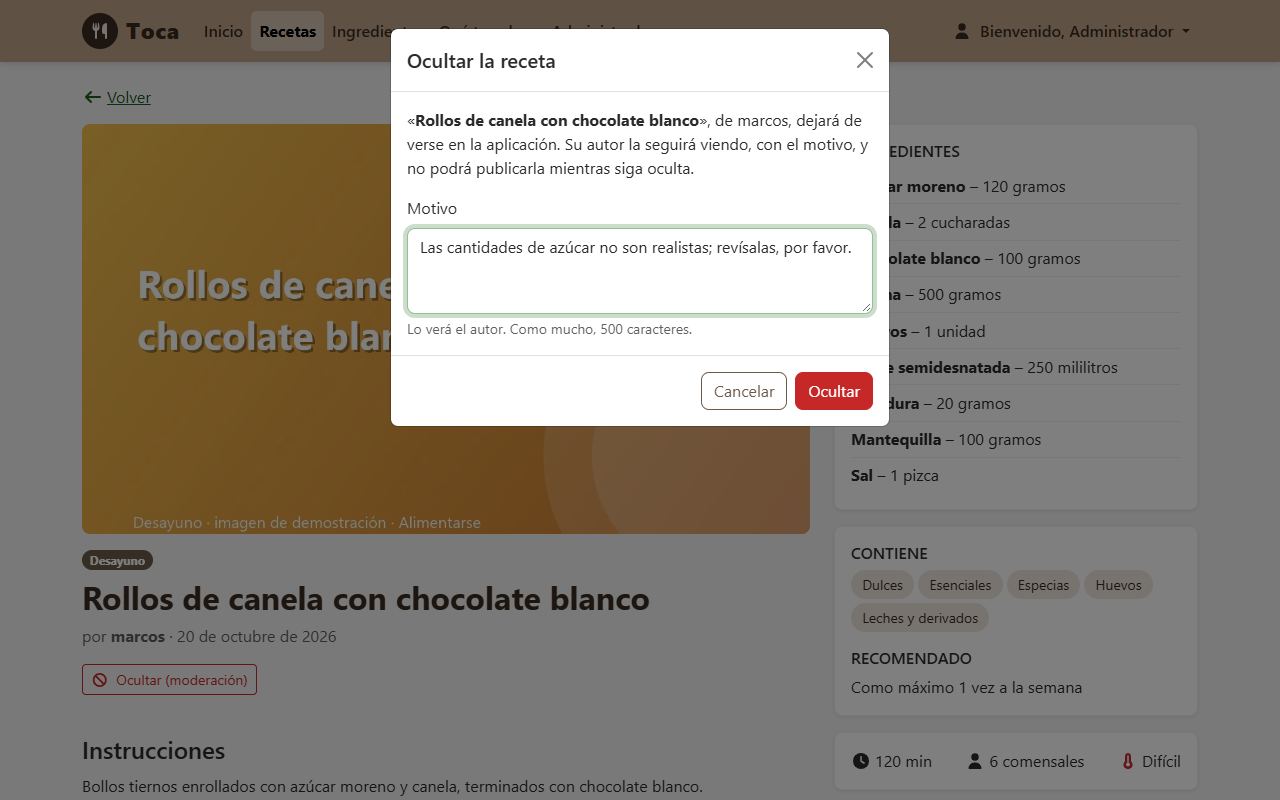 Toca
Inicio
Recetas
Bienvenido, Administrador
Ocultar la receta
Volver
«Rollos de canela con chocolate blanco», de marcos, dejará de
verse en la aplicación. Su autor la seguirá viendo, con el motivo, y
no podrá publicarla mientras siga oculta.
Motivo
Las cantidades de azúcar no son realistas; revísalas, por favor.
Lo verá el autor. Como mucho, 500 caracteres.
Cancelar
Ocultar
Rollos de
chocolate
Desayuno · imagen de demostración · Alimentarse
Desayuno
Rollos de canela con chocolate blanco
por marcos · 20 de octubre de 2026
Ocultar (moderación)
Instrucciones
Bollos tiernos enrollados con azúcar moreno y canela, terminados con chocolate blanco.
moreno – 120 gramos
– 2 cucharadas
blanco – 100 gramos
– 500 gramos
– 1 unidad
semidesnatada – 250 mililitros
– 20 gramos
Mantequilla – 100 gramos
Sal – 1 pizca
CONTIENE
Dulces
Esenciales
Especias
Huevos
Leches y derivados
RECOMENDADO
Como máximo 1 vez a la semana
120 min
6 comensales
Difícil